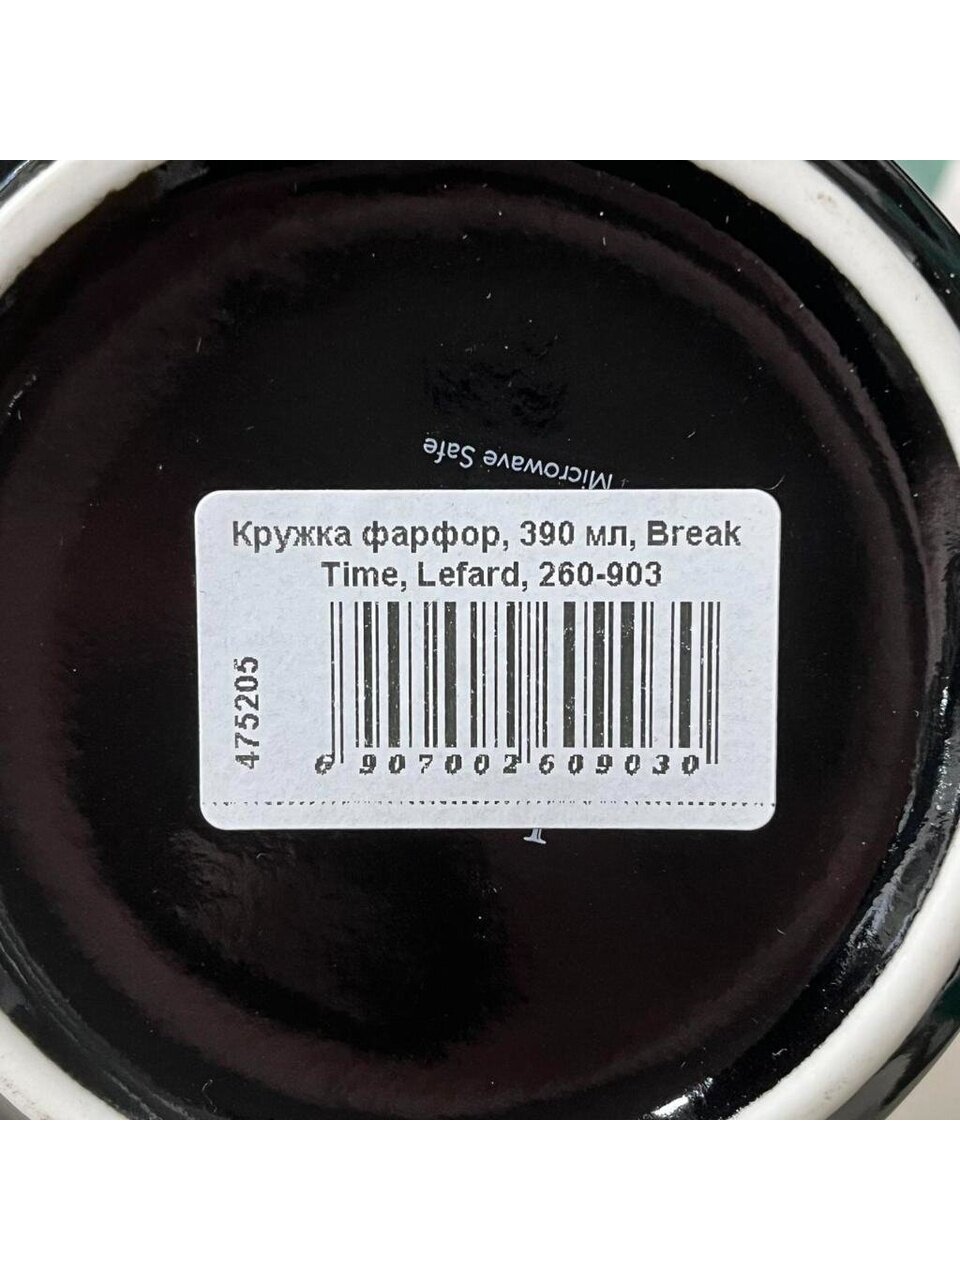 Microwave Safe
Кружка фарфор, 390 мл, Break
Time, Lefard, 260-903
475205
6 907002 609030